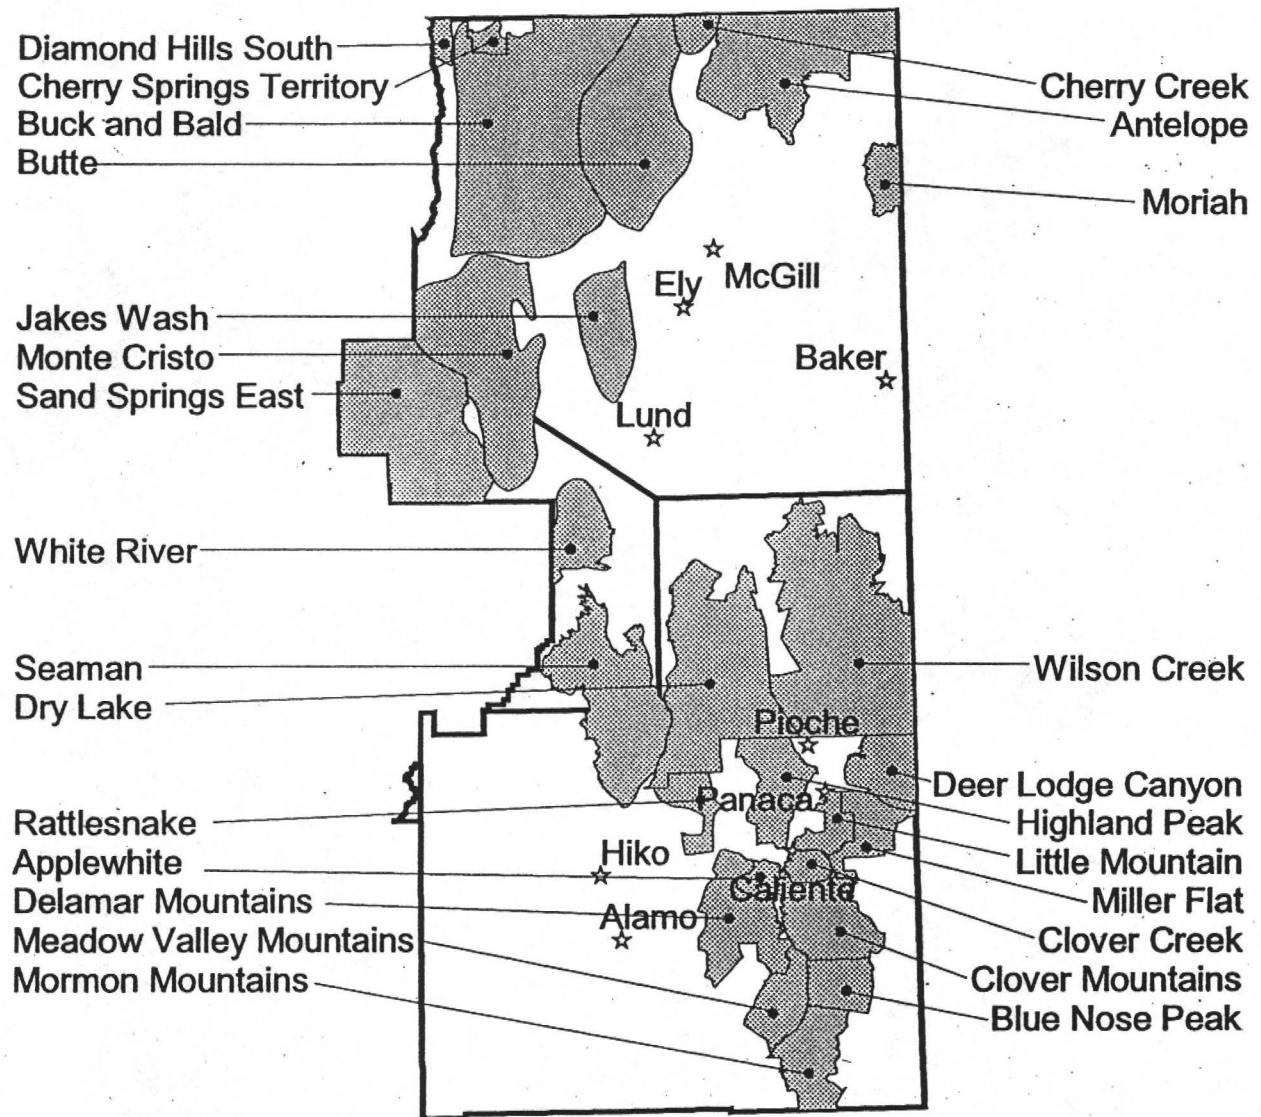 Diamond Hills South
Cherry Springs Territory
Buck and Bald
Butte
Cherry Creek
Antelope
Moriah
McGill
Ely
Jakes Wash
Monte Cristo
Sand Springs East
Baker
Lund
White River
Seaman
Dry Lake
Wilson Creek
Pioche
Panaca
Deer Lodge Canyon
Highland Peak
Little Mountain
Miller Flat
Clover Creek
Clover Mountains
Blue Nose Peak
Rattlesnake
Applewhite
Delamar Mountains
Meadow Valley Mountains
Mormon Mountains
Hiko
Caliente
Alamo